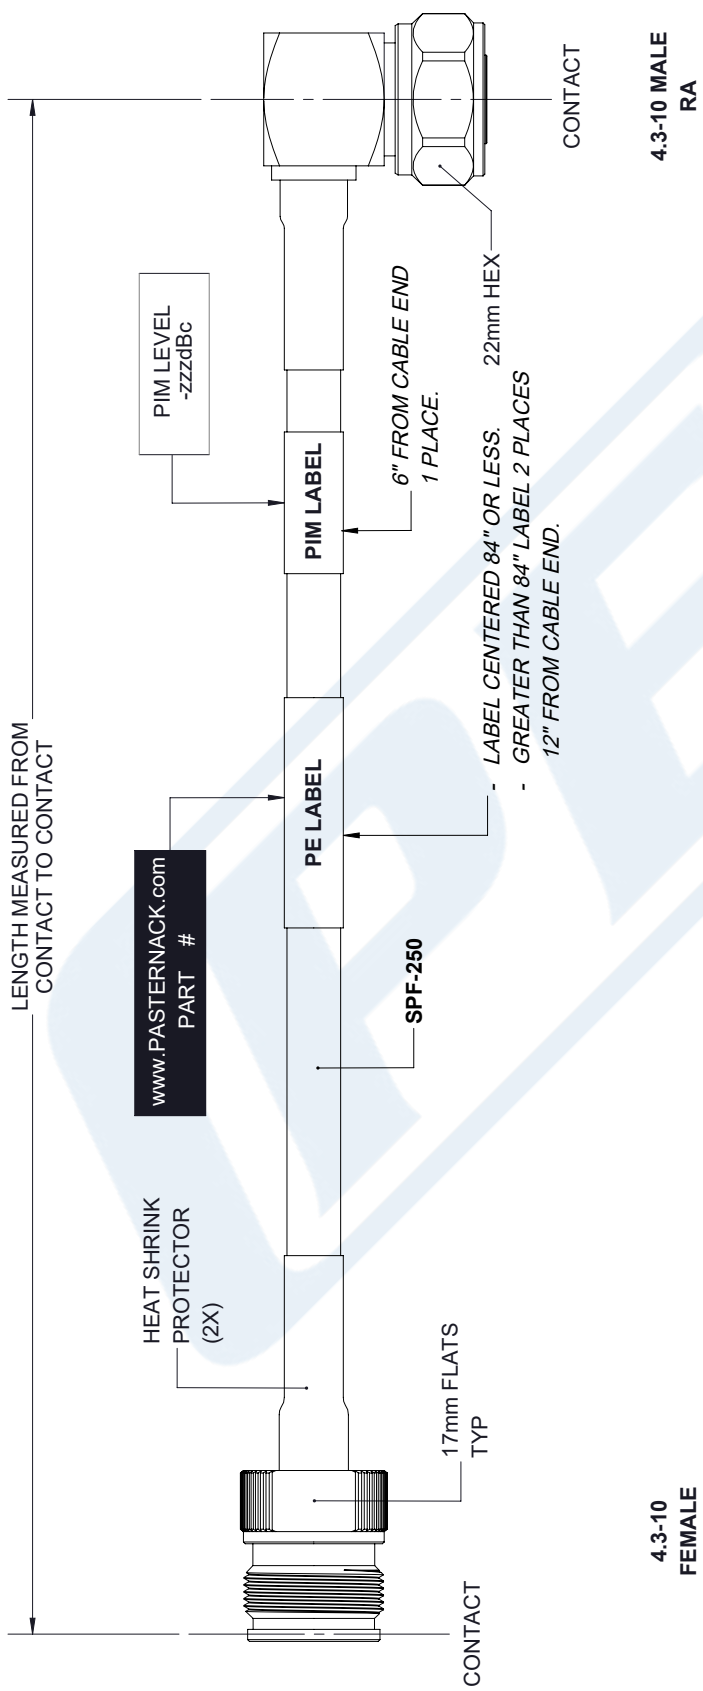 LENGTH MEASURED FROM
CONTACT TO CONTACT
www.PASTERNACK.com
PART #
PIM LEVEL
-zzzdBc
HEAT SHRINK
PROTECTOR
(2X)
PE LABEL
PIM LABEL
SPF-250
6" FROM CABLE END
1 PLACE.
17mm FLATS
TYP
- LABEL CENTERED 84" OR LESS.
- GREATER THAN 84" LABEL 2 PLACES
12" FROM CABLE END.
22mm HEX
CONTACT
CONTACT
4.3-10
FEMALE
4.3-10 MALE
RA